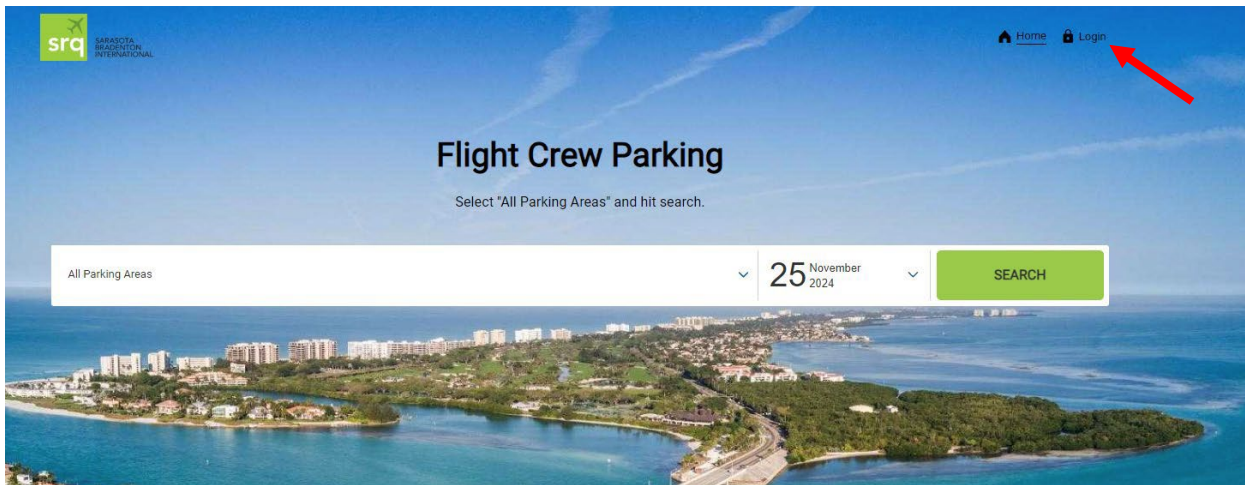 srq
SARASOTA
BRADENTON
INTERNATIONAL
Home
Login
Flight Crew Parking
Select "All Parking Areas" and hit search.
All Parking Areas
25 November
2024
SEARCH